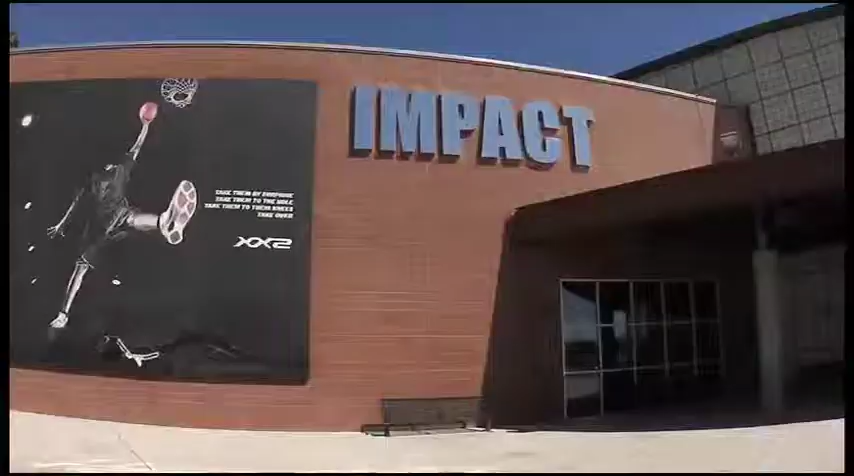 IMPACT
TAKE THEM BY SURPRISE
TAKE THEM TO THE HOLE
TAKE THEM TO THEIR KNEES
TAKE OVER
XX2